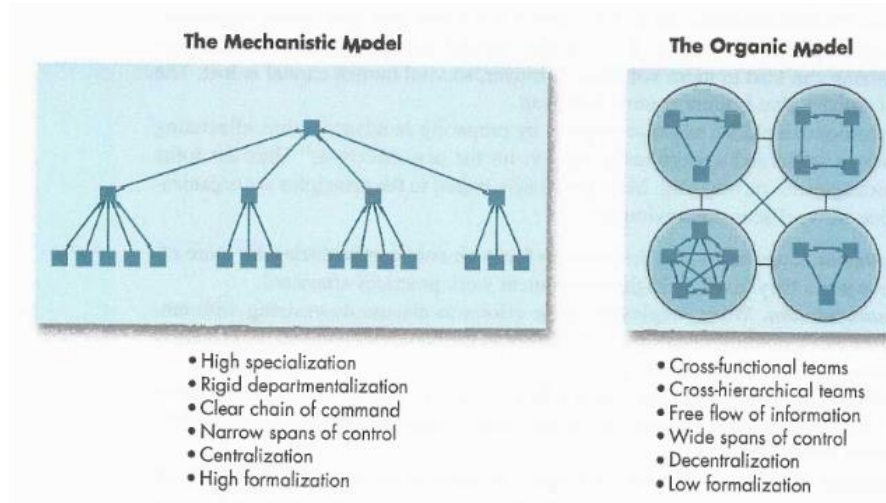 The Mechanistic Model
• High specialization
• Rigid departmentalization
• Clear chain of command
• Narrow spans of control
• Centralization
• High formalization
The Organic Model
• Cross-functional teams
• Cross-hierarchical teams
• Free flow of information
• Wide spans of control
• Decentralization
• Low formalization